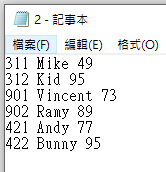 2 - 記事本
檔案(F) 編輯(E) 格式(O)
311 Mike 49
312 Kid 95
901 Vincent 73
902 Ramy 89
421 Andy 77
422 Bunny 95